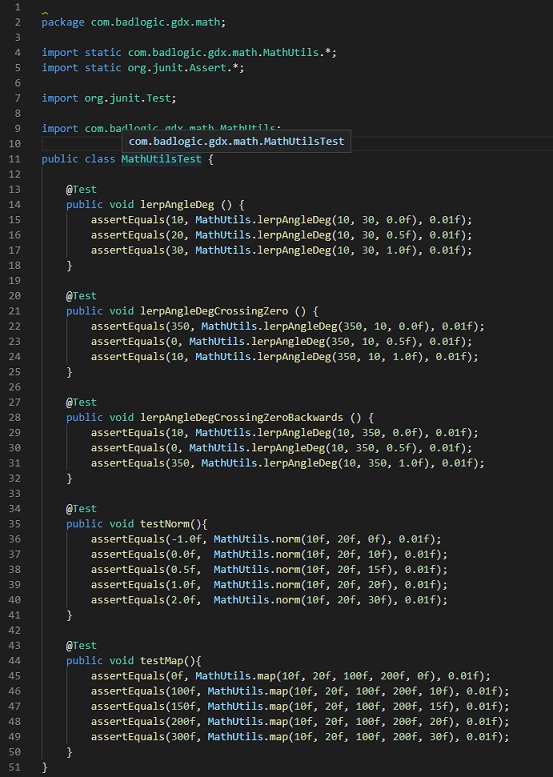 1
2 package com.badlogic.gdx.math;
3
4 import static com.badlogic.gdx.math.MathUtils.*;
5 import static org.junit.Assert.*;
6
7 import org.junit.Test;
8
9 import com.badlogic.gdx.math.MathUtils;
10 com.badlogic.gdx.math.MathUtilsTest
11 public class MathUtilsTest {
12
13 @Test
14 public void lerpAngleDeg () {
15 assertEquals(10, MathUtils.lerpAngleDeg(10, 30, 0.0f), 0.01f);
16 assertEquals(20, MathUtils.lerpAngleDeg(10, 30, 0.5f), 0.01f);
17 assertEquals(30, MathUtils.lerpAngleDeg(10, 30, 1.0f), 0.01f);
18 }
19
20 @Test
21 public void lerpAngleDegCrossingZero () {
22 assertEquals(350, MathUtils.lerpAngleDeg(350, 10, 0.0f), 0.01f);
23 assertEquals(0, MathUtils.lerpAngleDeg(350, 10, 0.5f), 0.01f);
24 assertEquals(10, MathUtils.lerpAngleDeg(350, 10, 1.0f), 0.01f);
25 }
26
27 @Test
28 public void lerpAngleDegCrossingZeroBackwards () {
29 assertEquals(10, MathUtils.lerpAngleDeg(10, 350, 0.0f), 0.01f);
30 assertEquals(0, MathUtils.lerpAngleDeg(10, 350, 0.5f), 0.01f);
31 assertEquals(350, MathUtils.lerpAngleDeg(10, 350, 1.0f), 0.01f);
32 }
33
34 @Test
35 public void testNorm(){
36 assertEquals(-1.0f, MathUtils.norm(10f, 20f, 0f), 0.01f);
37 assertEquals(0.0f,  MathUtils.norm(10f, 20f, 10f), 0.01f);
38 assertEquals(0.5f,  MathUtils.norm(10f, 20f, 15f), 0.01f);
39 assertEquals(1.0f,  MathUtils.norm(10f, 20f, 20f), 0.01f);
40 assertEquals(2.0f,  MathUtils.norm(10f, 20f, 30f), 0.01f);
41 }
42
43 @Test
44 public void testMap(){
45 assertEquals(0f, MathUtils.map(10f, 20f, 100f, 200f, 0f), 0.01f);
46 assertEquals(100f, MathUtils.map(10f, 20f, 100f, 200f, 10f), 0.01f);
47 assertEquals(150f, MathUtils.map(10f, 20f, 100f, 200f, 15f), 0.01f);
48 assertEquals(200f, MathUtils.map(10f, 20f, 100f, 200f, 20f), 0.01f);
49 assertEquals(300f, MathUtils.map(10f, 20f, 100f, 200f, 30f), 0.01f);
50 }
51 }